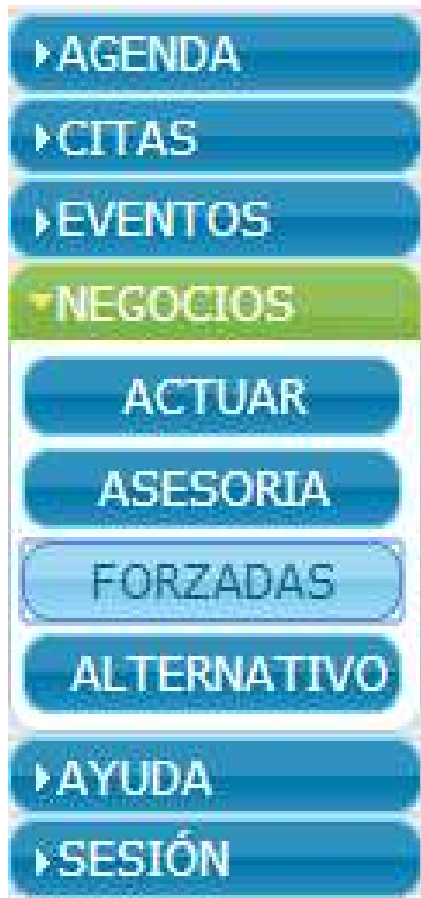 AGENDA
CITAS
EVENTOS
NEGOCIOS
ACTUAR
ASESORIA
FORZADAS
ALTERNATIVO
AYUDA
SESIÓN